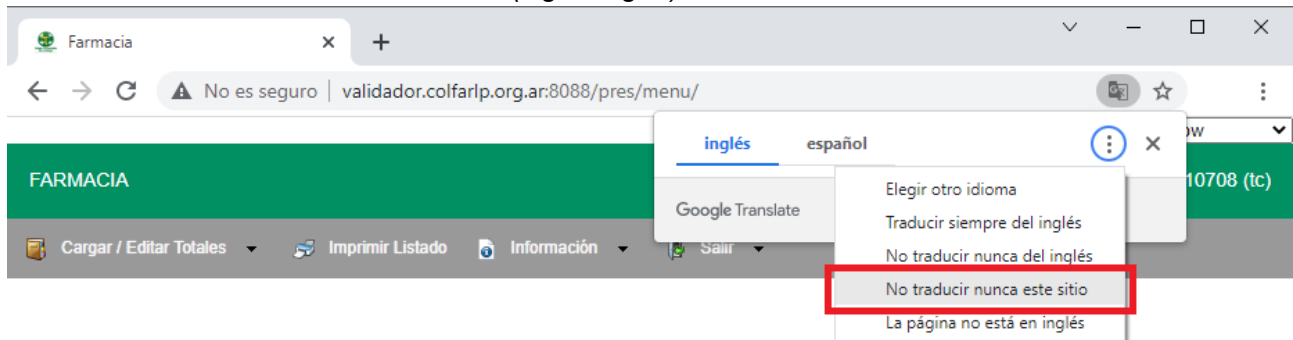 Farmacia
No es seguro | validador.colfarlp.org.ar:8088/pres/menu/
inglés español
ow
FARMACIA
10708 (tc)
Google Translate
Cargar / Editar Totales Imprimir Listado Información Salir
Elegir otro idioma
Traducir siempre del inglés
No traducir nunca del inglés
No traducir nunca este sitio
La página no está en inglés